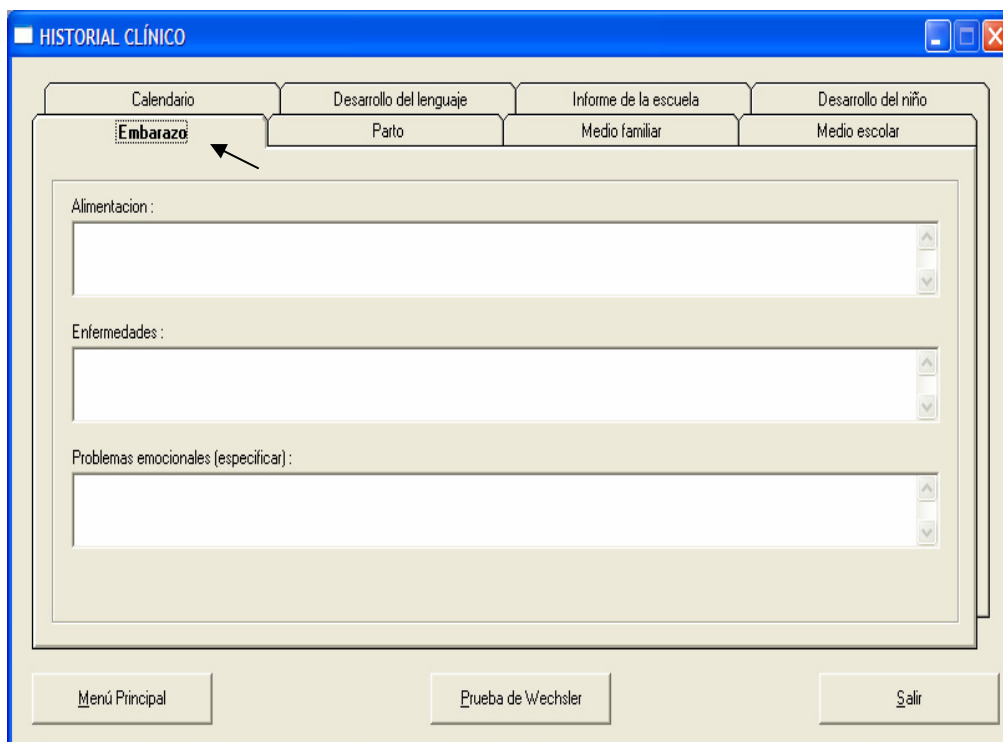 HISTORIAL CLÍNICO
Calendario Desarrollo del lenguaje Informe de la escuela Desarrollo del niño
Embarazo Parto Medio familiar Medio escolar
Alimentacion :
Enfermedades :
Problemas emocionales (especificar) :
Menú Principal Prueba de Wechsler Salir